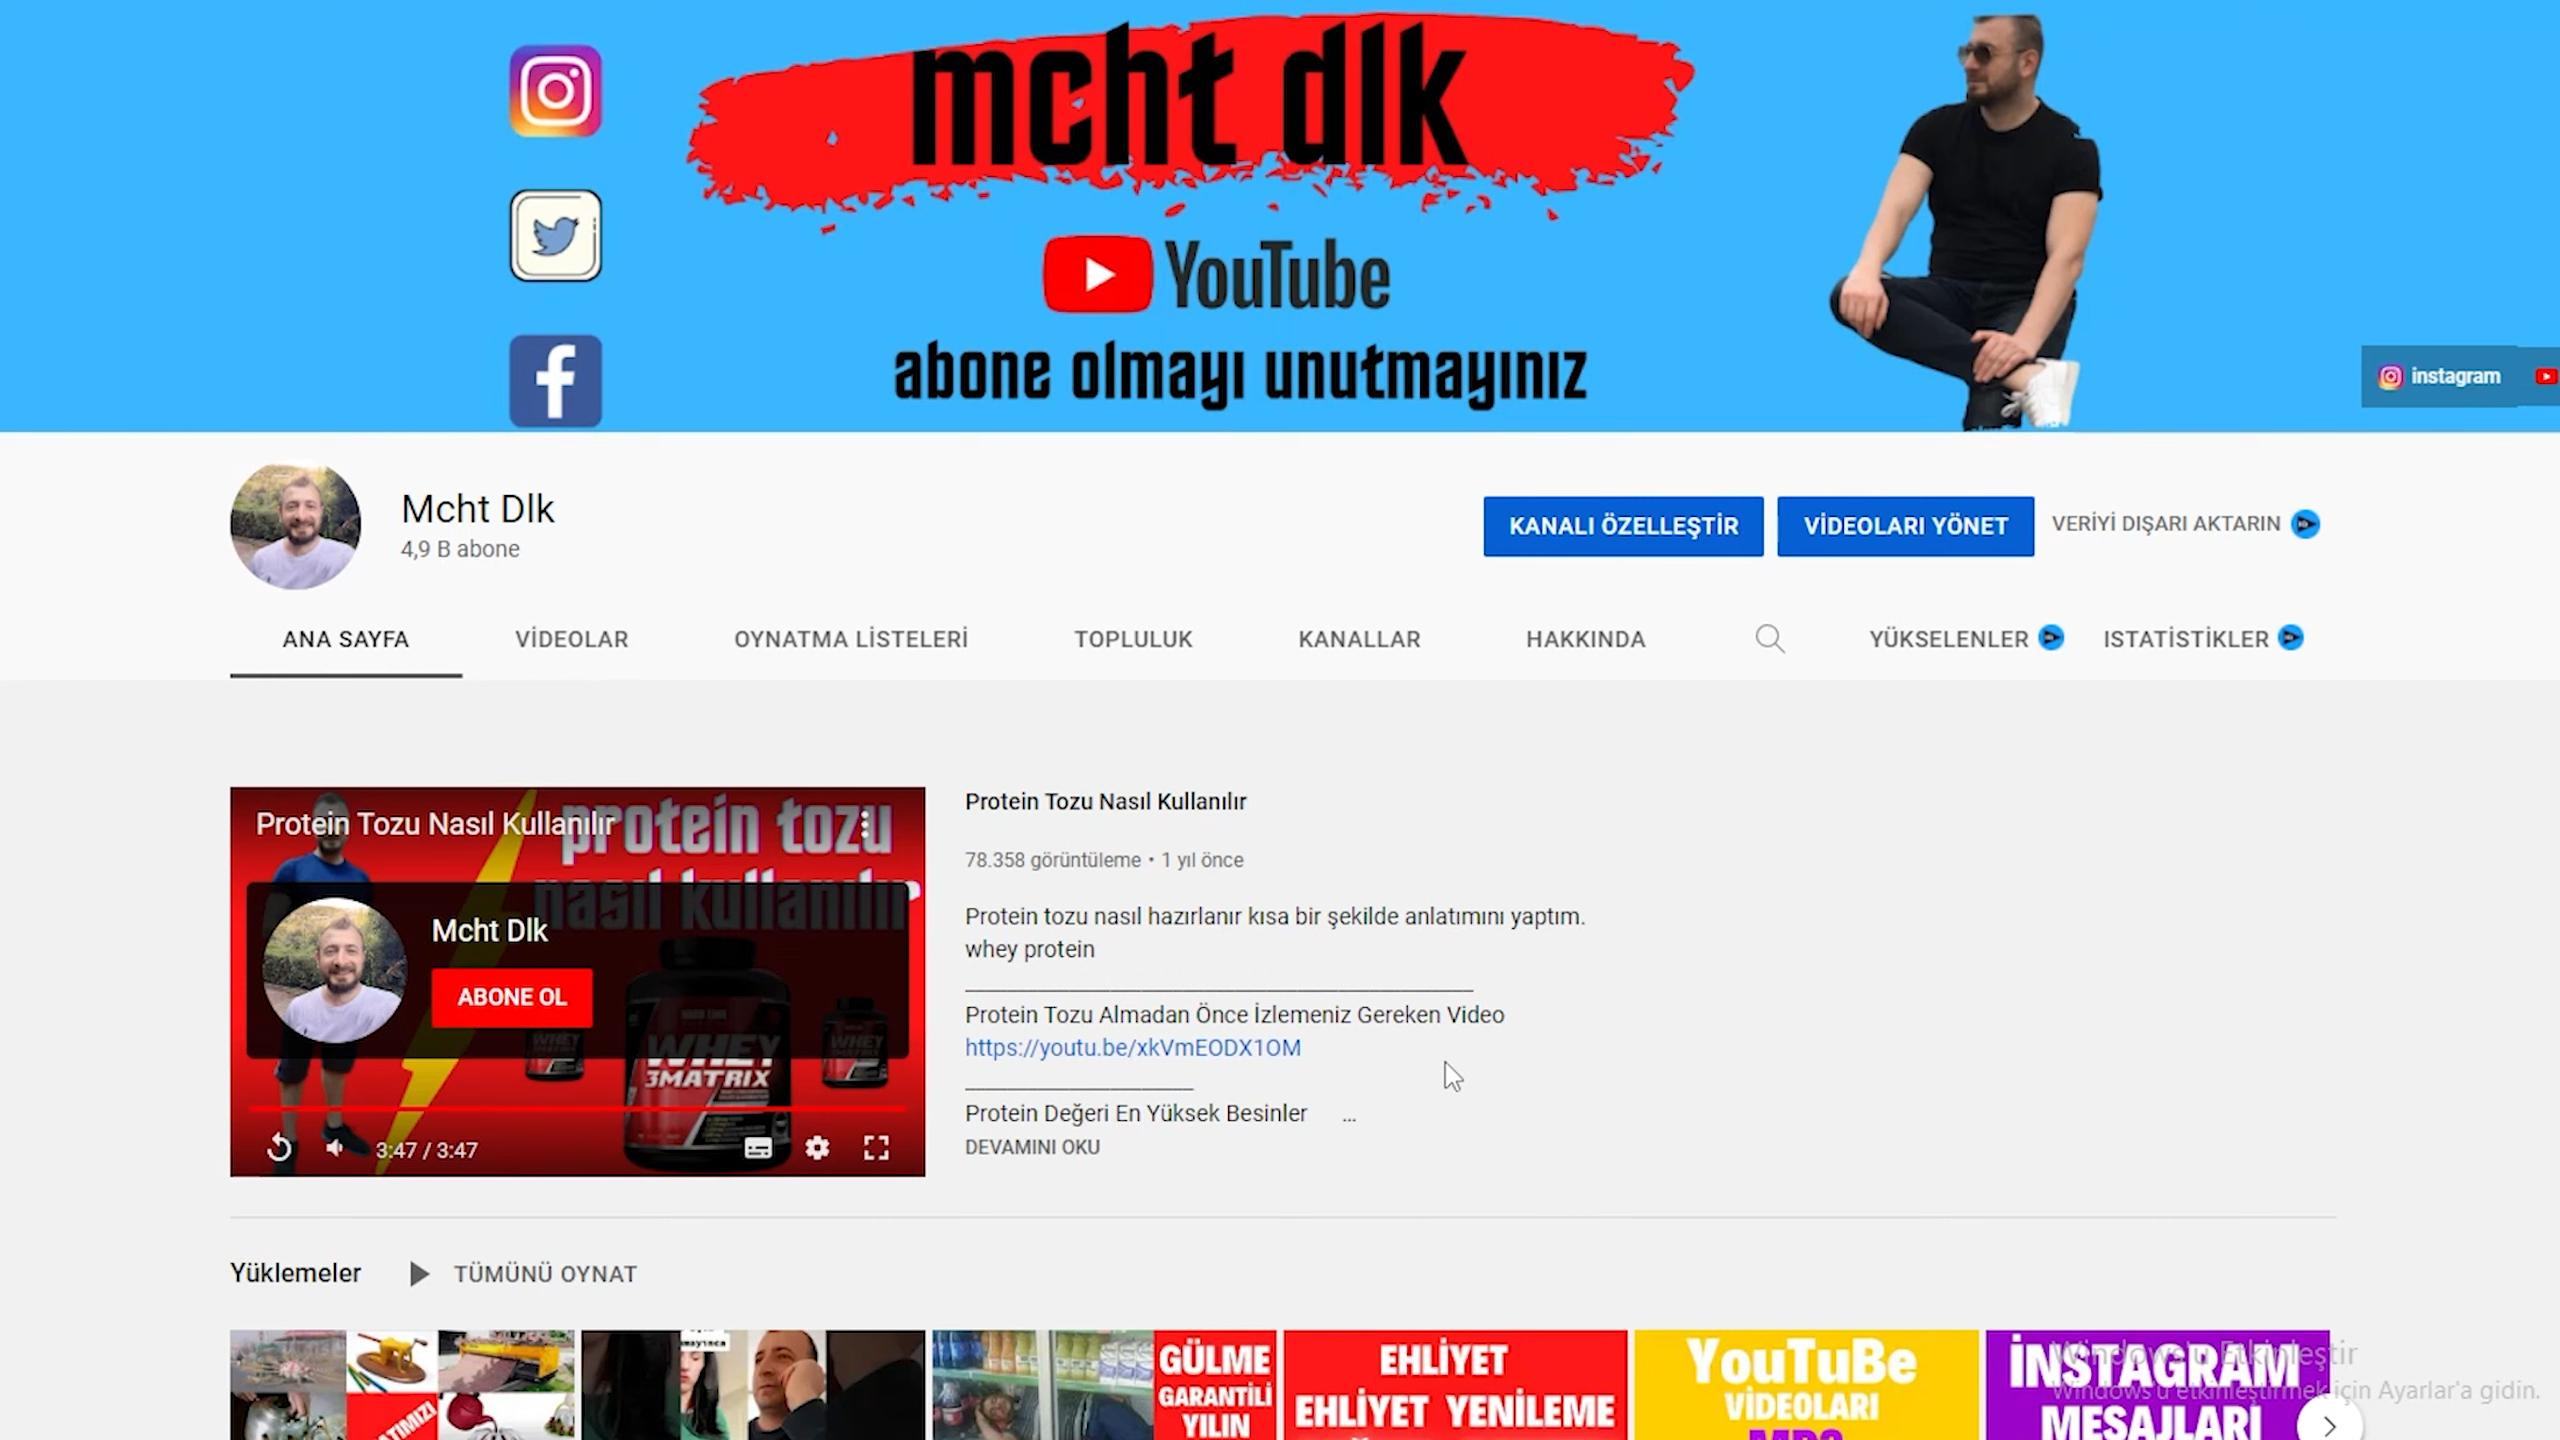 mcht dlk
YouTube
abone olmayı unutmayınız
instagram
Mcht Dlk
4,9 B abone
KANALI ÖZELLEŞTİR
VİDEOLARI YÖNET
VERİYİ DIŞARI AKTARIN
ANA SAYFA
VİDEOLAR
OYNATMA LİSTELERİ
TOPLULUK
KANALLAR
HAKKINDA
YÜKSELENLER
ISTATİSTİKLER
Protein Tozu Nasıl Kullanılır
protein tozu
nasıl kullanılır
Mcht Dlk
ABONE OL
WHEY
3MATRIX
WHEY
WHEY
3:47 / 3:47
Protein Tozu Nasıl Kullanılır
78.358 görüntüleme • 1 yıl önce
Protein tozu nasıl hazırlanır kısa bir şekilde anlatımını yaptım.
whey protein
Protein Tozu Almadan Önce İzlemeniz Gereken Video
https://youtu.be/xkVmEODX1OM
Protein Değeri En Yüksek Besinler ...
DEVAMINI OKU
Yüklemeler
TÜMÜNÜ OYNAT
GÜLME
GARANTİLİ
YILIN
EHLİYET
EHLİYET YENİLEME
YouTuBe
VİDEOLARI
MP3
İNSTAGRAM
MESAJLARI
Windows'u Etkinleştir
Windows'u etkinleştirmek için Ayarlar'a gidin.